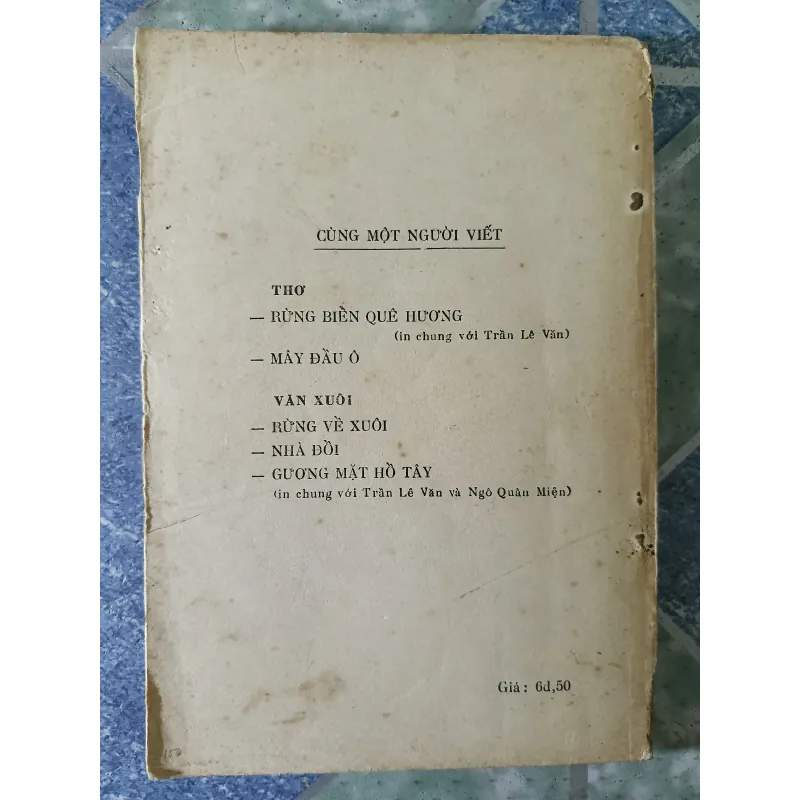 CÙNG MỘT NGƯỜI VIẾT
THƠ
— RỪNG BIỂN QUÊ HƯƠNG
(in chung với Trần Lê Văn)
— MÂY ĐẦU Ô
VĂN XUÔI
— RỪNG VỀ XUÔI
— NHÀ ĐỒI
— GƯƠNG MẶT HỒ TÂY
(in chung với Trần Lê Văn và Ngô Quân Miện)
Giá : 6đ,50
150